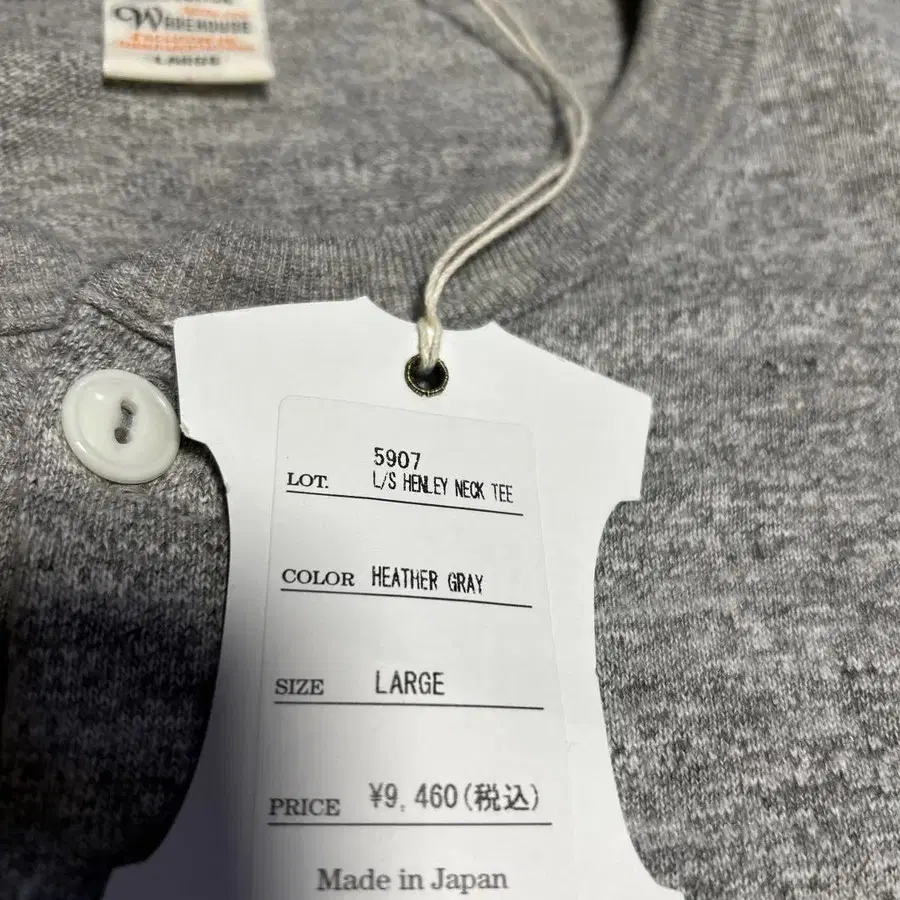 WAREHOUSE
LARGE
5907
LOT. L/S HENLEY NECK TEE
COLOR HEATHER GRAY
SIZE LARGE
PRICE ¥9,460(税込)
Made in Japan